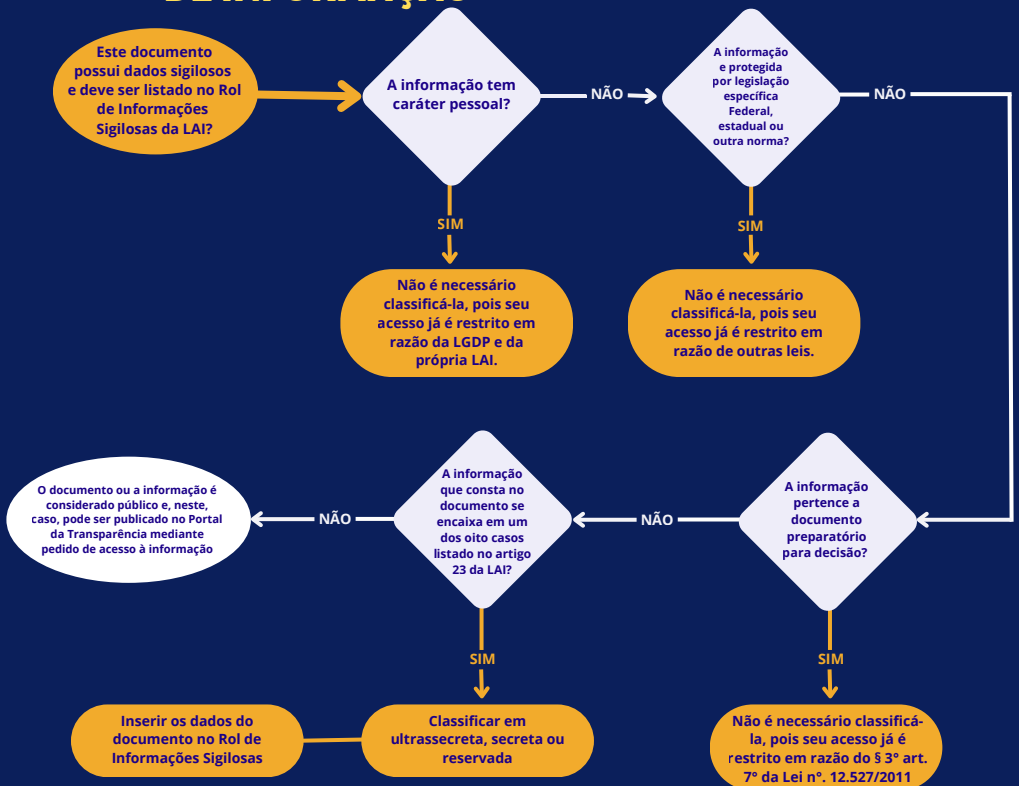 DE INFORMAÇÃO
Este documento
possui dados sigilosos
e deve ser listado no Rol
de Informações
Sigilosas da LAI?
A informação tem
caráter pessoal?
NÃO
A informação
e protegida
por legislação
específica
Federal,
estadual ou
outra norma?
NÃO
SIM
SIM
Não é necessário
classificá-la, pois seu
acesso já é restrito em
razão da LGDP e da
própria LAI.
Não é necessário
classificá-la, pois seu
acesso já é restrito em
razão de outras leis.
A informação
pertence a
documento
preparatório
para decisão?
NÃO
A informação
que consta no
documento se
encaixa em um
dos oito casos
listado no artigo
23 da LAI?
NÃO
O documento ou a informação é
considerado público e, neste,
caso, pode ser publicado no Portal
da Transparência mediante
pedido de acesso à informação
SIM
SIM
Inserir os dados do
documento no Rol de
Informações Sigilosas
Classificar em
ultrassecreta, secreta ou
reservada
Não é necessário classificá-
la, pois seu acesso já é
restrito em razão do § 3° art.
7° da Lei n°. 12.527/2011